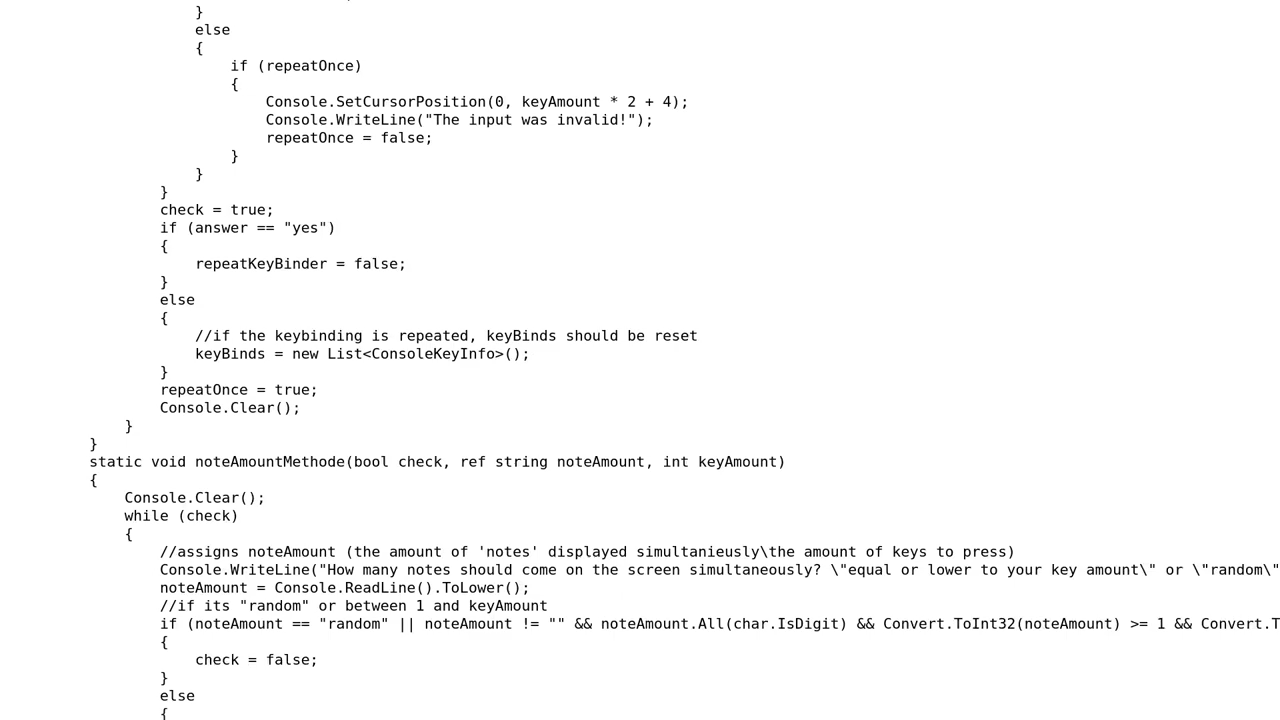 }
else
{
if (repeatOnce)
{
Console.SetCursorPosition(0, keyAmount * 2 + 4);
Console.WriteLine("The input was invalid!");
repeatOnce = false;
}
}
}
check = true;
if (answer == "yes")
{
repeatKeyBinder = false;
}
else
{
//if the keybinding is repeated, keyBinds should be reset
keyBinds = new List<ConsoleKeyInfo>();
}
repeatOnce = true;
Console.Clear();
}
}
static void noteAmountMethode(bool check, ref string noteAmount, int keyAmount)
{
Console.Clear();
while (check)
{
//assigns noteAmount (the amount of 'notes' displayed simultanieusly\the amount of keys to press)
Console.WriteLine("How many notes should come on the screen simultaneously? \"equal or lower to your key amount\" or \"random\"
noteAmount = Console.ReadLine().ToLower();
//if its "random" or between 1 and keyAmount
if (noteAmount == "random" || noteAmount != "" && noteAmount.All(char.IsDigit) && Convert.ToInt32(noteAmount) >= 1 && Convert.T
{
check = false;
}
else
{